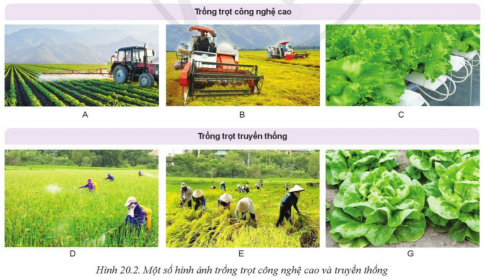 Trồng trọt công nghệ cao
A
B
C
Trồng trọt truyền thống
D
E
G
Hình 20.2. Một số hình ảnh trồng trọt công nghệ cao và truyền thống